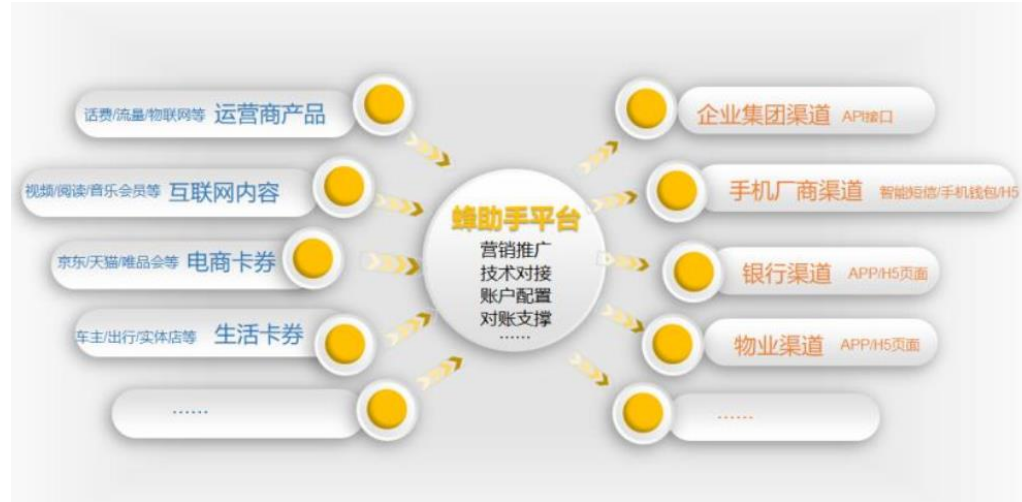 话费/流量/物联网等 运营商产品
视频/阅读/音乐会员等 互联网内容
京东/天猫/唯品会等 电商卡券
车主/出行/实体店等 生活卡券
......
蜂助手平台
营销推广
技术对接
账户配置
对账支撑
......
企业集团渠道 API接口
手机厂商渠道 智能短信/手机钱包/H5
银行渠道 APP/H5页面
物业渠道 APP/H5页面
......